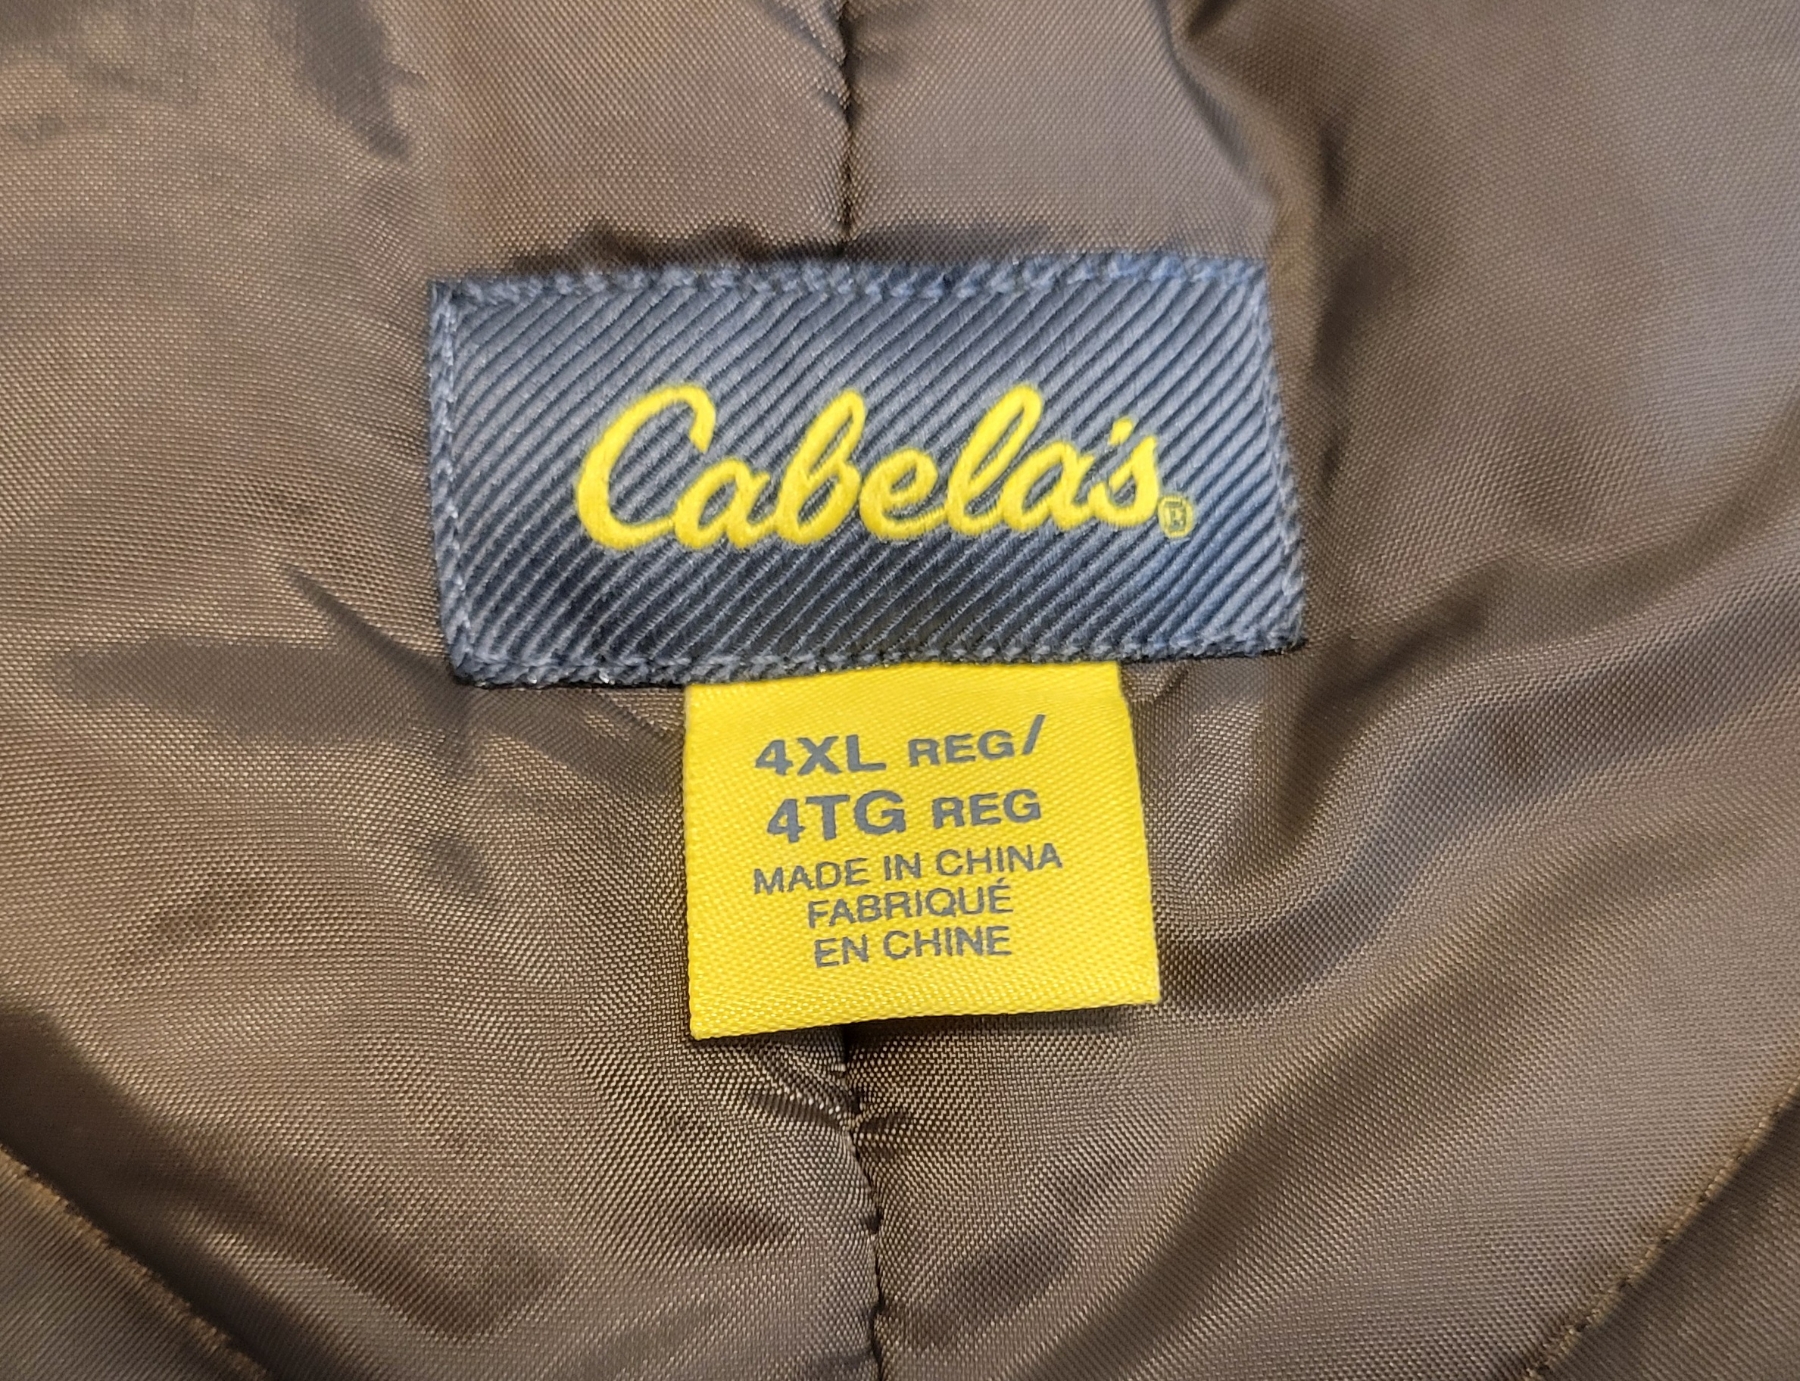 Cabela's®
4XL REG/
4TG REG
MADE IN CHINA
FABRIQUÉ
EN CHINE